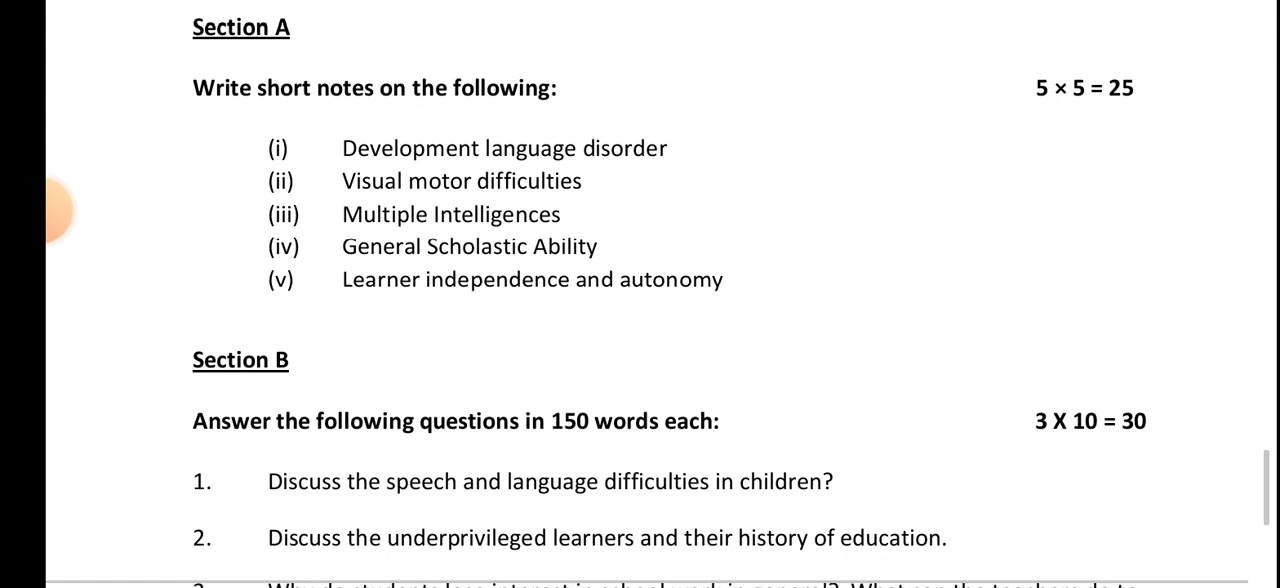 Section A
Write short notes on the following: 5 × 5 = 25
(i) Development language disorder
(ii) Visual motor difficulties
(iii) Multiple Intelligences
(iv) General Scholastic Ability
(v) Learner independence and autonomy
Section B
Answer the following questions in 150 words each: 3 X 10 = 30
1. Discuss the speech and language difficulties in children?
2. Discuss the underprivileged learners and their history of education.